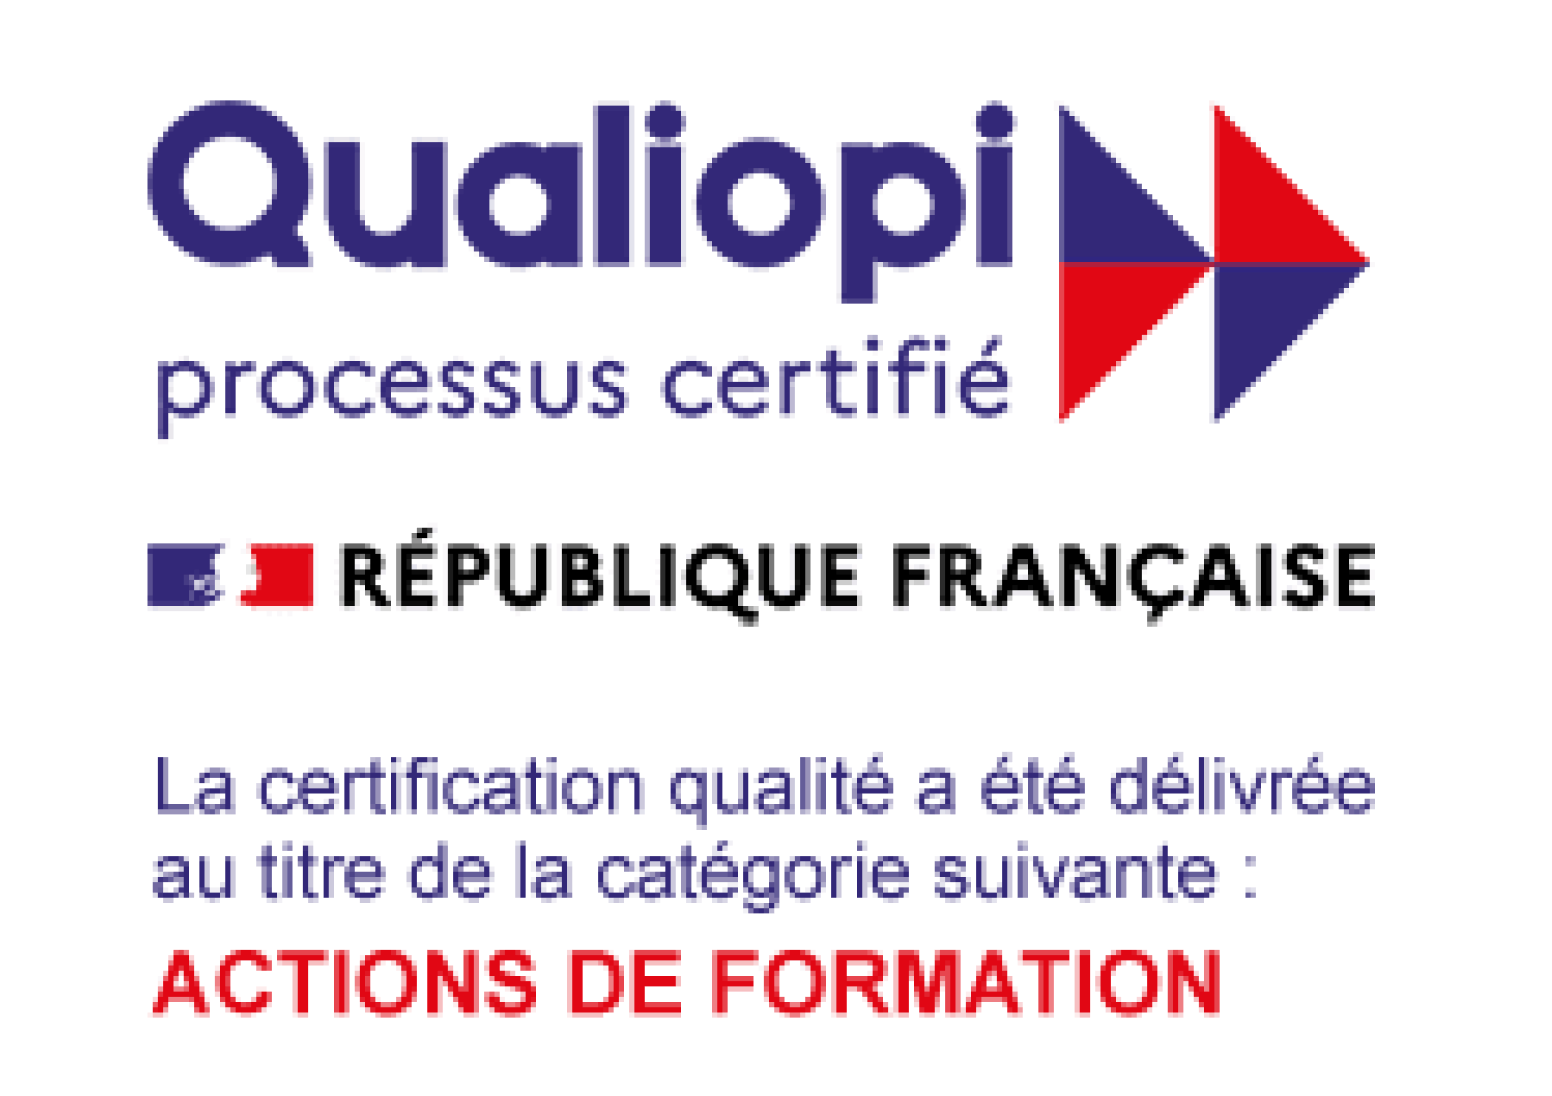 Qualiopi
processus certifié
RÉPUBLIQUE FRANÇAISE
La certification qualité a été délivrée
au titre de la catégorie suivante :
ACTIONS DE FORMATION